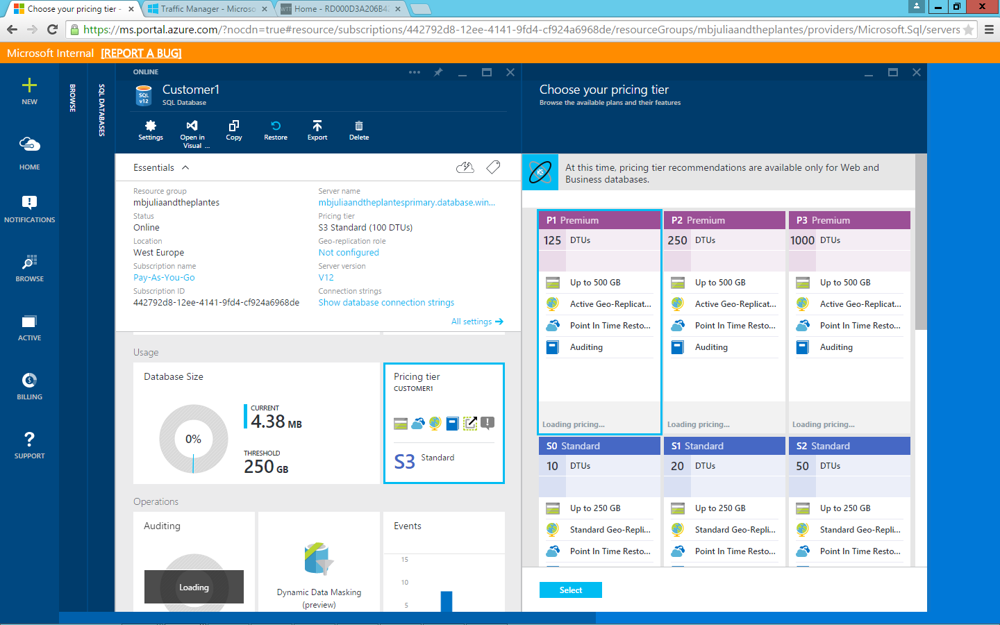 Choose your pricing tier -
Traffic Manager - Microso
Home - RD000D3A206B42
https://ms.portal.azure.com/?nocdn=true#resource/subscriptions/442792d8-12ee-4141-9fd4-cf924a6968de/resourceGroups/mbjuliaandtheplantes/providers/Microsoft.Sql/servers
Microsoft Internal [REPORT A BUG]
NEW
HOME
NOTIFICATIONS
BROWSE
ACTIVE
BILLING
SUPPORT
BROWSE
SQL DATABASES
ONLINE
SQL v12
Customer1
SQL Database
Settings
Open in Visual ...
Copy
Restore
Export
Delete
Essentials
Resource group
mbjuliaandtheplantes
Status
Online
Location
West Europe
Subscription name
Pay-As-You-Go
Subscription ID
442792d8-12ee-4141-9fd4-cf924a6968de
Server name
mbjuliaandtheplantesprimary.database.win...
Pricing tier
S3 Standard (100 DTUs)
Geo-replication role
Not configured
Server version
V12
Connection strings
Show database connection strings
All settings
Usage
Database Size
0%
CURRENT
4.38 MB
THRESHOLD
250 GB
Pricing tier
CUSTOMER1
S3 Standard
Operations
Auditing
Loading
Dynamic Data Masking
(preview)
Events
15
10
5
Choose your pricing tier
Browse the available plans and their features
At this time, pricing tier recommendations are available only for Web and
Business databases.
P1 Premium
125 DTUs
Up to 500 GB
Active Geo-Replicat...
Point In Time Resto...
Auditing
Loading pricing...
P2 Premium
250 DTUs
Up to 500 GB
Active Geo-Replicat...
Point In Time Resto...
Auditing
Loading pricing...
P3 Premium
1000 DTUs
Up to 500 GB
Active Geo-Replicat...
Point In Time Resto...
Auditing
Loading pricing...
S0 Standard
10 DTUs
Up to 250 GB
Standard Geo-Repli...
Point In Time Resto...
S1 Standard
20 DTUs
Up to 250 GB
Standard Geo-Repli...
Point In Time Resto...
S2 Standard
50 DTUs
Up to 250 GB
Standard Geo-Repli...
Point In Time Resto...
Select